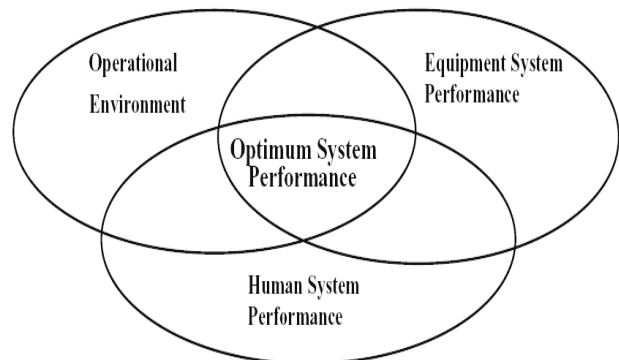 Operational
Environment
Equipment System
Performance
Optimum System
Performance
Human System
Performance